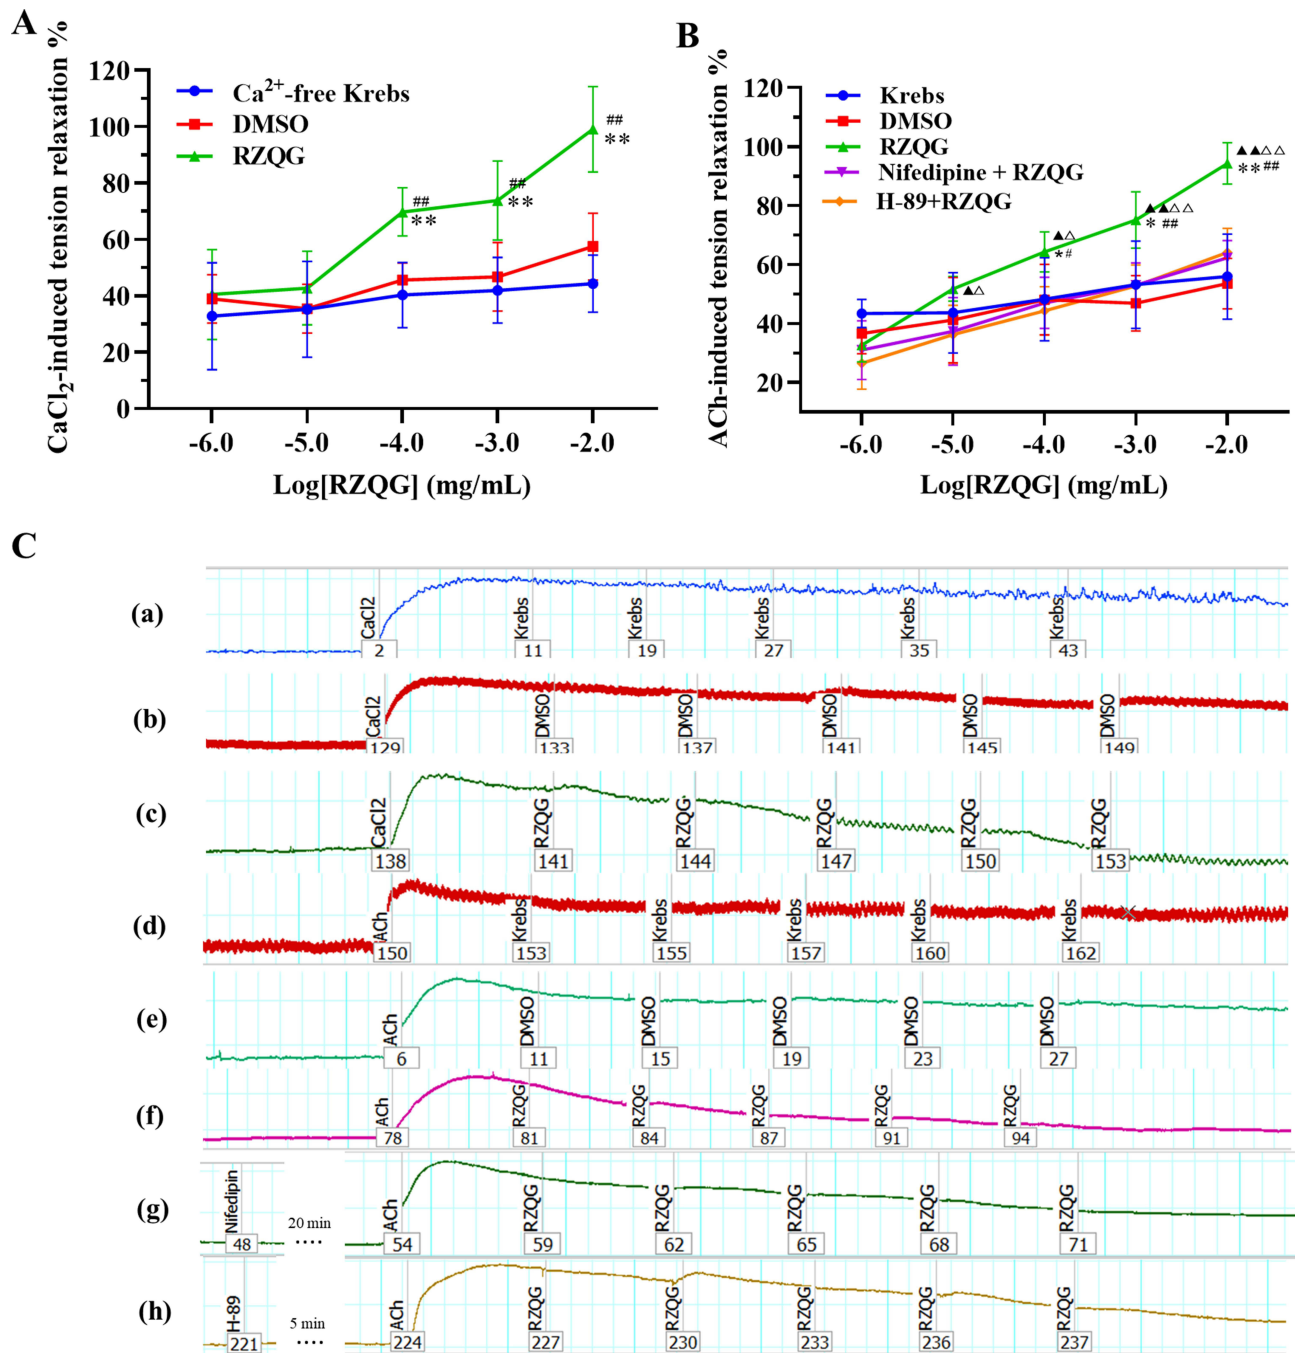 A
CaCl2-induced tension relaxation %
120
100
80
60
40
20
0
Ca2+-free Krebs
DMSO
RZQG
##
**
##
**
##
**
-6.0 -5.0 -4.0 -3.0 -2.0
Log[RZQG] (mg/mL)
B
ACh-induced tension relaxation %
120
100
80
60
40
20
Krebs
DMSO
RZQG
Nifedipine + RZQG
H-89+RZQG
▲△
▲△
*#
▲▲△△
* ##
▲▲△△
**##
-6.0 -5.0 -4.0 -3.0 -2.0
Log[RZQG] (mg/mL)
C
(a)
CaCl2 Krebs Krebs Krebs Krebs Krebs
2 11 19 27 35 43
(b)
CaCl2 DMSO DMSO DMSO DMSO DMSO
129 133 137 141 145 149
(c)
CaCl2 RZQG RZQG RZQG RZQG RZQG
138 141 144 147 150 153
(d)
ACh Krebs Krebs Krebs Krebs Krebs
150 153 155 157 160 162
(e)
ACh DMSO DMSO DMSO DMSO DMSO
6 11 15 19 23 27
(f)
ACh RZQG RZQG RZQG RZQG RZQG
78 81 84 87 91 94
(g)
Nifedipin 20 min .... ACh RZQG RZQG RZQG RZQG RZQG
48 54 59 62 65 68 71
(h)
H-89 5 min .... ACh RZQG RZQG RZQG RZQG RZQG
221 224 227 230 233 236 237